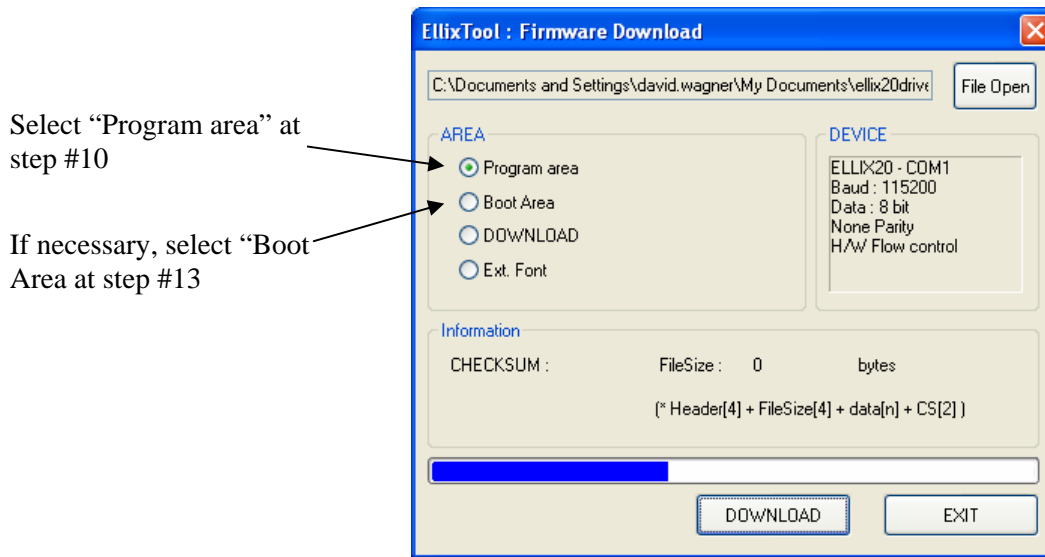 EllixTool : Firmware Download
C:\Documents and Settings\david.wagner\My Documents\ellix20drive
File Open
Select “Program area” at
step #10
If necessary, select “Boot
Area at step #13
AREA
Program area
Boot Area
DOWNLOAD
Ext. Font
DEVICE
ELLIX20 - COM1
Baud : 115200
Data : 8 bit
None Parity
H/W Flow control
Information
CHECKSUM :
FileSize : 0 bytes
(* Header[4] + FileSize[4] + data[n] + CS[2] )
DOWNLOAD
EXIT